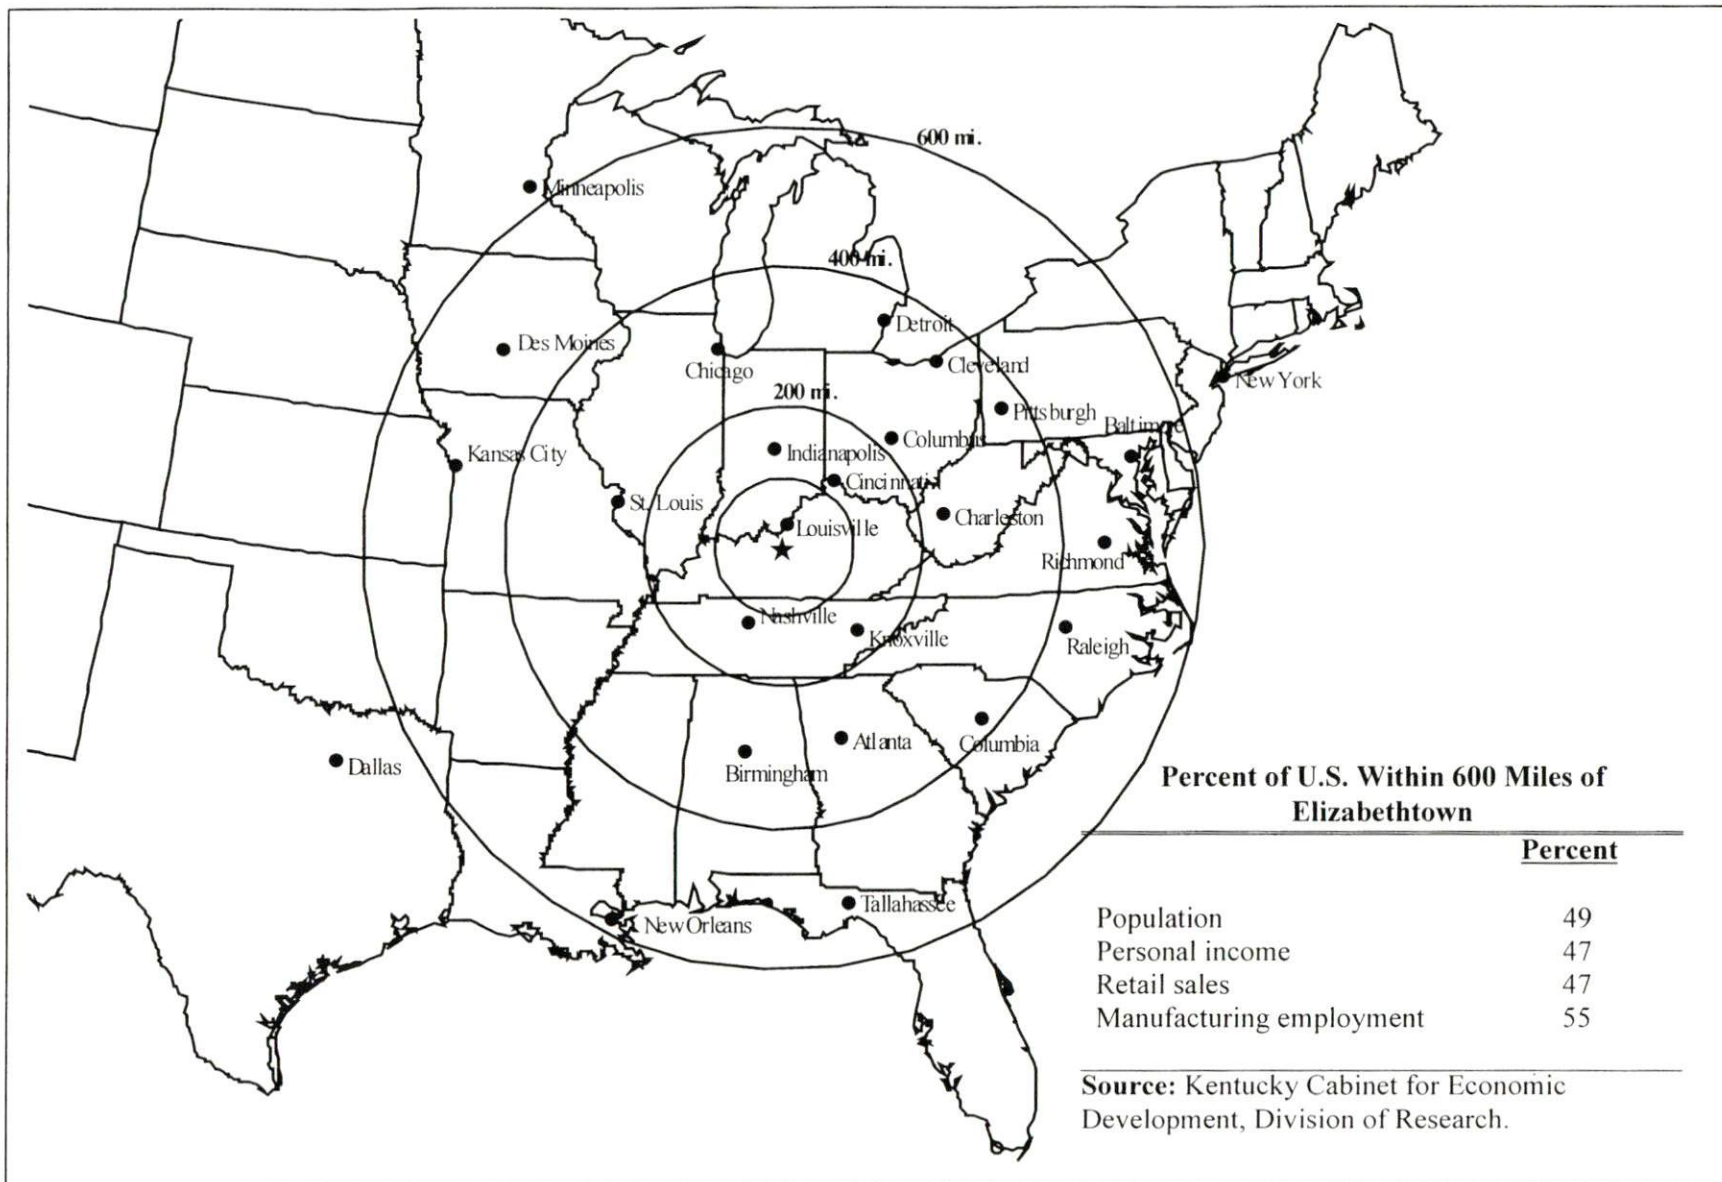 600 mi.
Minneapolis
400 mi.
Detroit
Des Moines
Chicago
Cleveland
New York
200 mi.
Pittsburgh
Baltimore
Columbus
Indianapolis
Kansas City
Cincinnati
St. Louis
Charleston
Louisville
Richmond
Nashville
Knoxville
Raleigh
Atlanta
Columbia
Dallas
Birmingham
Tallahassee
New Orleans
Percent of U.S. Within 600 Miles of
Elizabethtown
Percent
Population 49
Personal income 47
Retail sales 47
Manufacturing employment 55
Source: Kentucky Cabinet for Economic
Development, Division of Research.